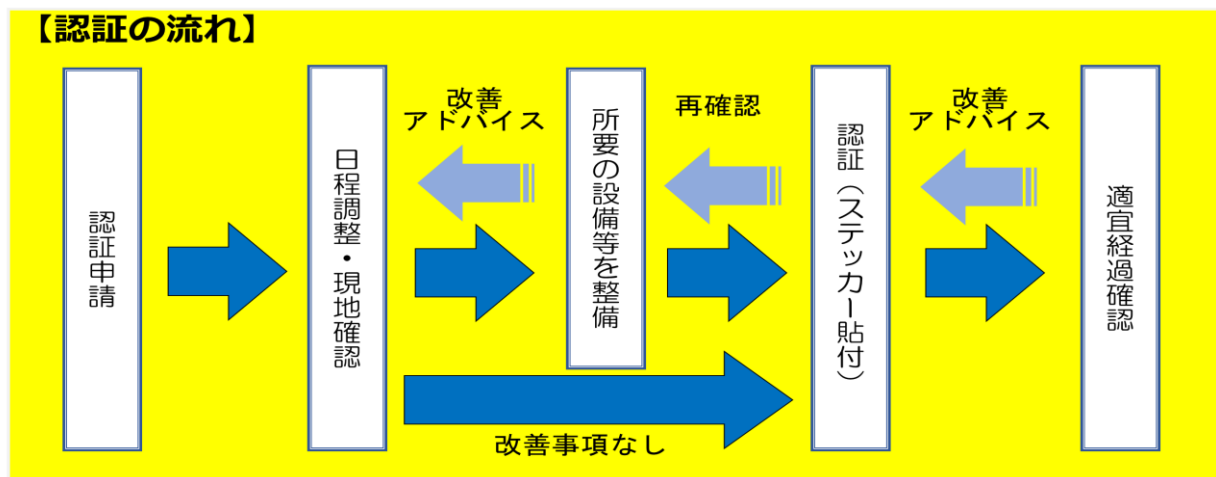 【認証の流れ】
認証申請
日程調整・現地確認
改善
アドバイス
所要の設備等を整備
再確認
認証（ステッカー貼付）
改善
アドバイス
適宜経過確認
改善事項なし